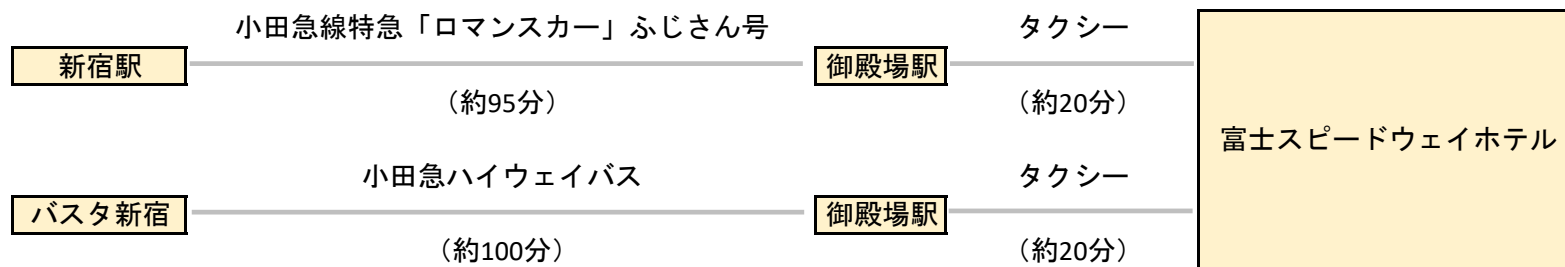 小田急線特急「ロマンスカー」ふじさん号 タクシー
新宿駅 御殿場駅
（約95分） （約20分）
富士スピードウェイホテル
小田急ハイウェイバス タクシー
バスタ新宿 御殿場駅
（約100分） （約20分）